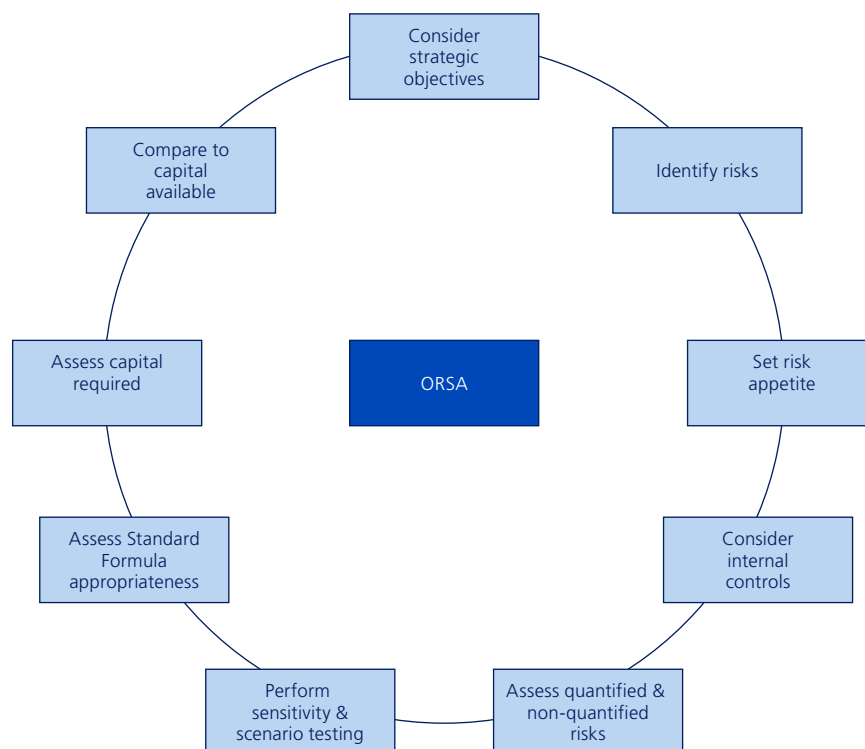 Consider
strategic
objectives
Identify risks
Set risk
appetite
Consider
internal
controls
Assess quantified &
non-quantified
risks
Perform
sensitivity &
scenario testing
Assess Standard
Formula
appropriateness
Assess capital
required
Compare to
capital
available
ORSA